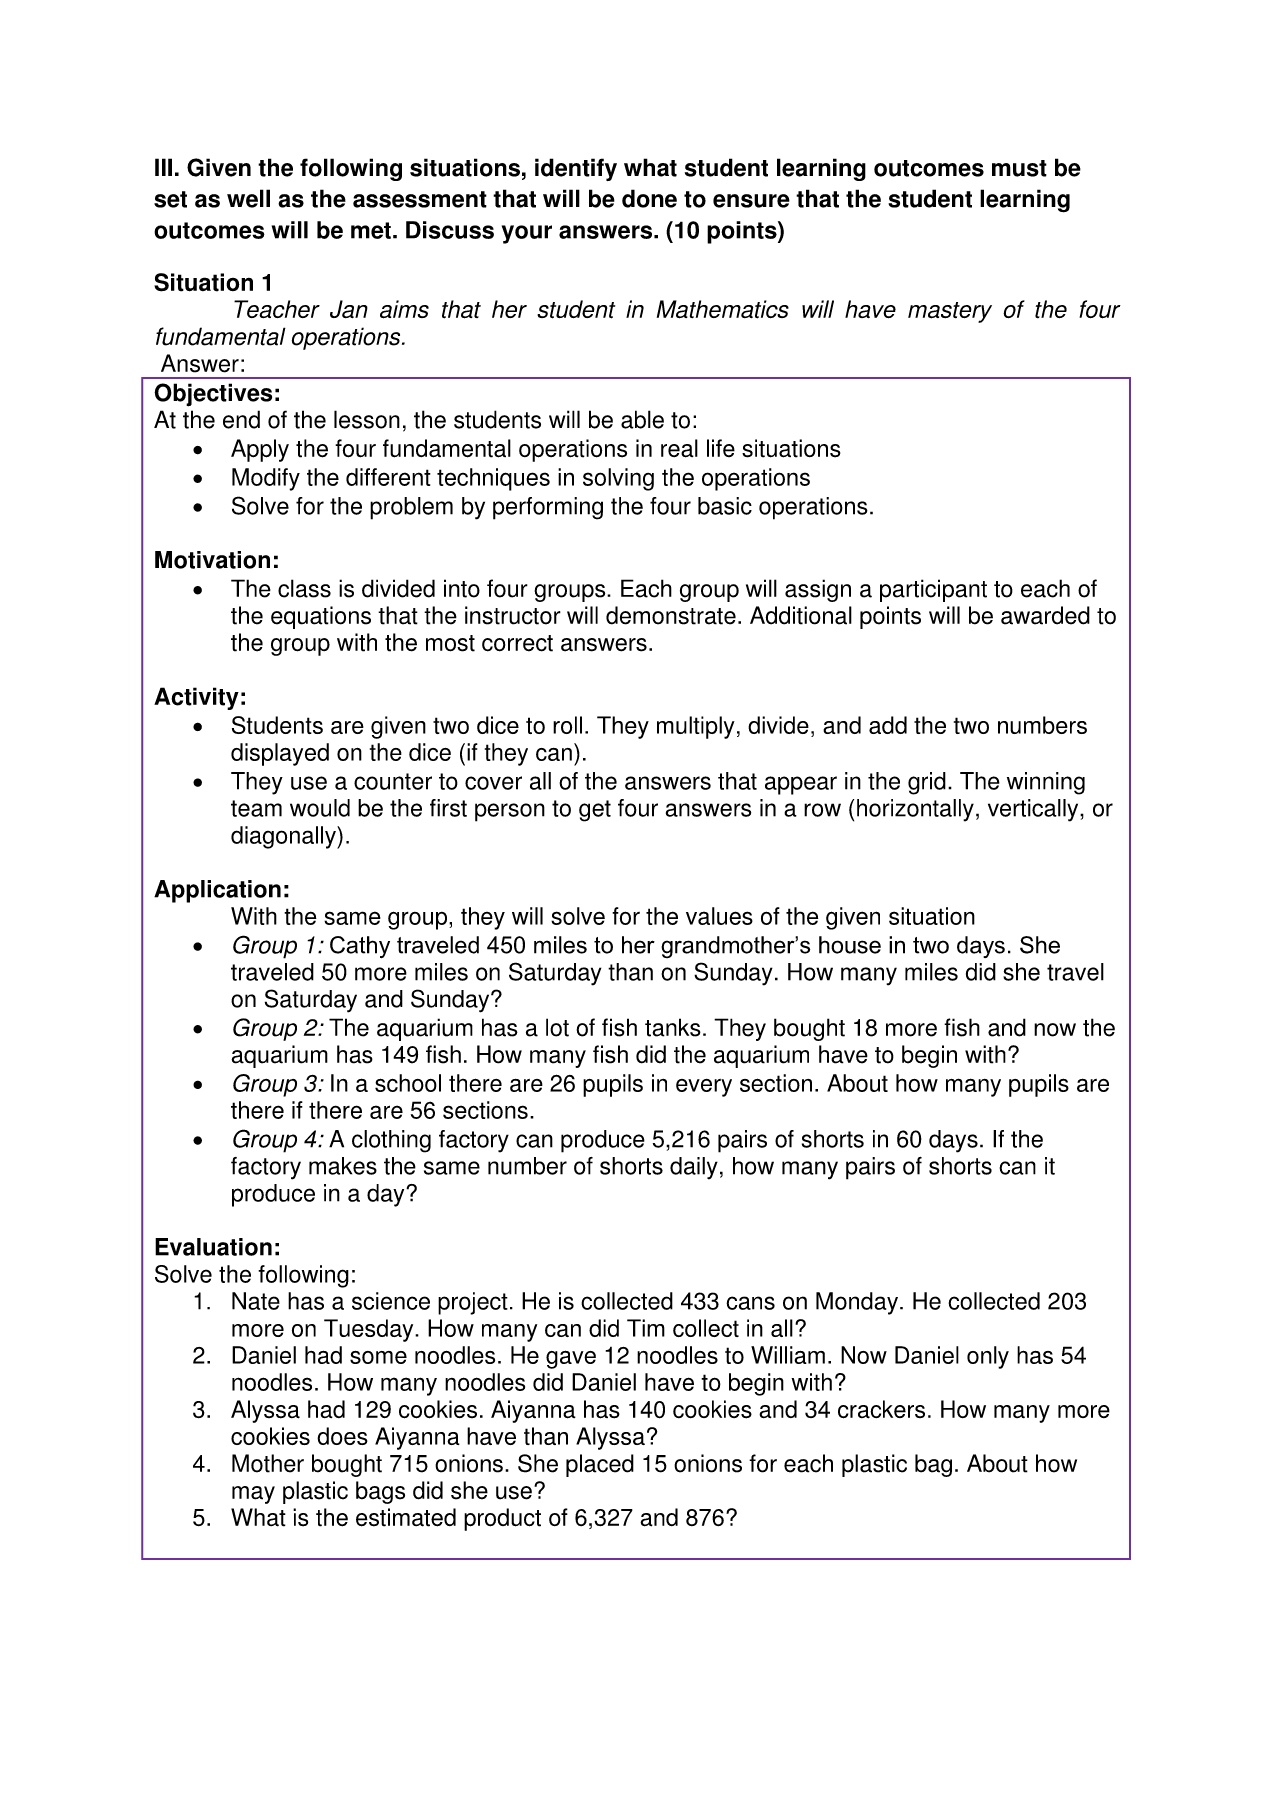 III. Given the following situations, identify what student learning outcomes must be
set as well as the assessment that will be done to ensure that the student learning
outcomes will be met. Discuss your answers. (10 points)
Situation 1
Teacher Jan aims that her student in Mathematics will have mastery of the four
fundamental operations.
Answer:
Objectives:
At the end of the lesson, the students will be able to:
• Apply the four fundamental operations in real life situations
• Modify the different techniques in solving the operations
• Solve for the problem by performing the four basic operations.
Motivation:
• The class is divided into four groups. Each group will assign a participant to each of
the equations that the instructor will demonstrate. Additional points will be awarded to
the group with the most correct answers.
Activity:
• Students are given two dice to roll. They multiply, divide, and add the two numbers
displayed on the dice (if they can).
• They use a counter to cover all of the answers that appear in the grid. The winning
team would be the first person to get four answers in a row (horizontally, vertically, or
diagonally).
Application:
With the same group, they will solve for the values of the given situation
• Group 1: Cathy traveled 450 miles to her grandmother’s house in two days. She
traveled 50 more miles on Saturday than on Sunday. How many miles did she travel
on Saturday and Sunday?
• Group 2: The aquarium has a lot of fish tanks. They bought 18 more fish and now the
aquarium has 149 fish. How many fish did the aquarium have to begin with?
• Group 3: In a school there are 26 pupils in every section. About how many pupils are
there if there are 56 sections.
• Group 4: A clothing factory can produce 5,216 pairs of shorts in 60 days. If the
factory makes the same number of shorts daily, how many pairs of shorts can it
produce in a day?
Evaluation:
Solve the following:
1. Nate has a science project. He is collected 433 cans on Monday. He collected 203
more on Tuesday. How many can did Tim collect in all?
2. Daniel had some noodles. He gave 12 noodles to William. Now Daniel only has 54
noodles. How many noodles did Daniel have to begin with?
3. Alyssa had 129 cookies. Aiyanna has 140 cookies and 34 crackers. How many more
cookies does Aiyanna have than Alyssa?
4. Mother bought 715 onions. She placed 15 onions for each plastic bag. About how
may plastic bags did she use?
5. What is the estimated product of 6,327 and 876?